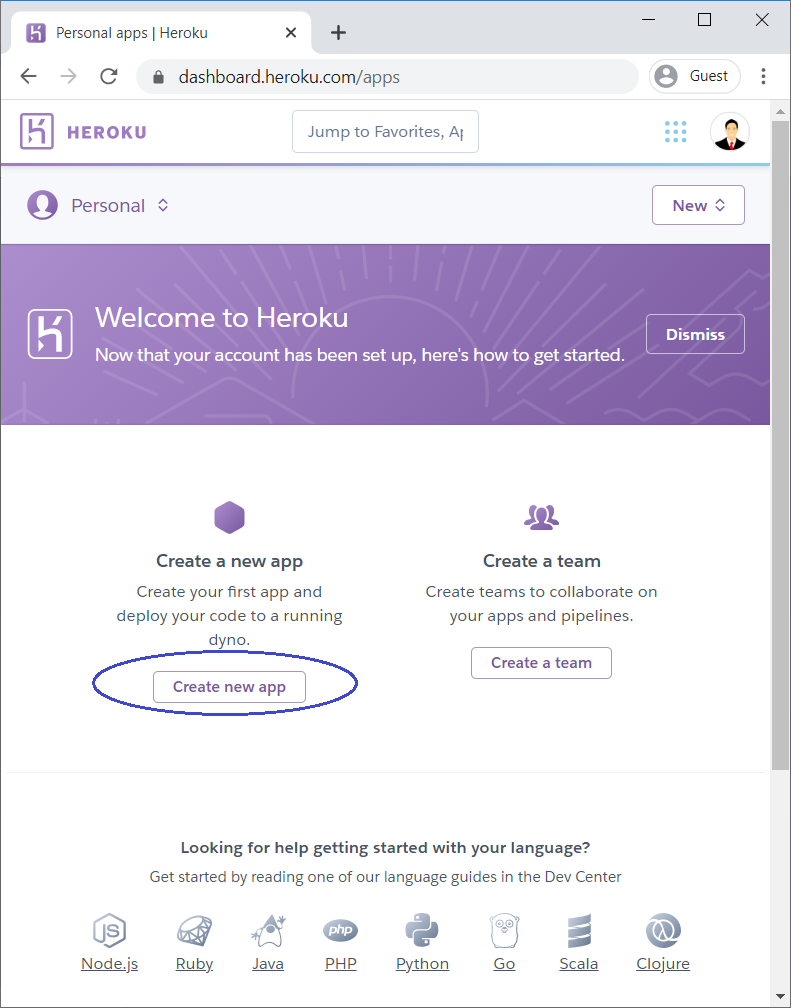 Personal apps | Heroku
dashboard.heroku.com/apps
Guest
HEROKU
Jump to Favorites, Ap
Personal
New
Welcome to Heroku
Now that your account has been set up, here's how to get started.
Dismiss
Create a new app
Create your first app and
deploy your code to a running
dyno.
Create new app
Create a team
Create teams to collaborate on
your apps and pipelines.
Create a team
Looking for help getting started with your language?
Get started by reading one of our language guides in the Dev Center
JS
php
Node.js
Ruby
Java
PHP
Python
Go
Scala
Clojure